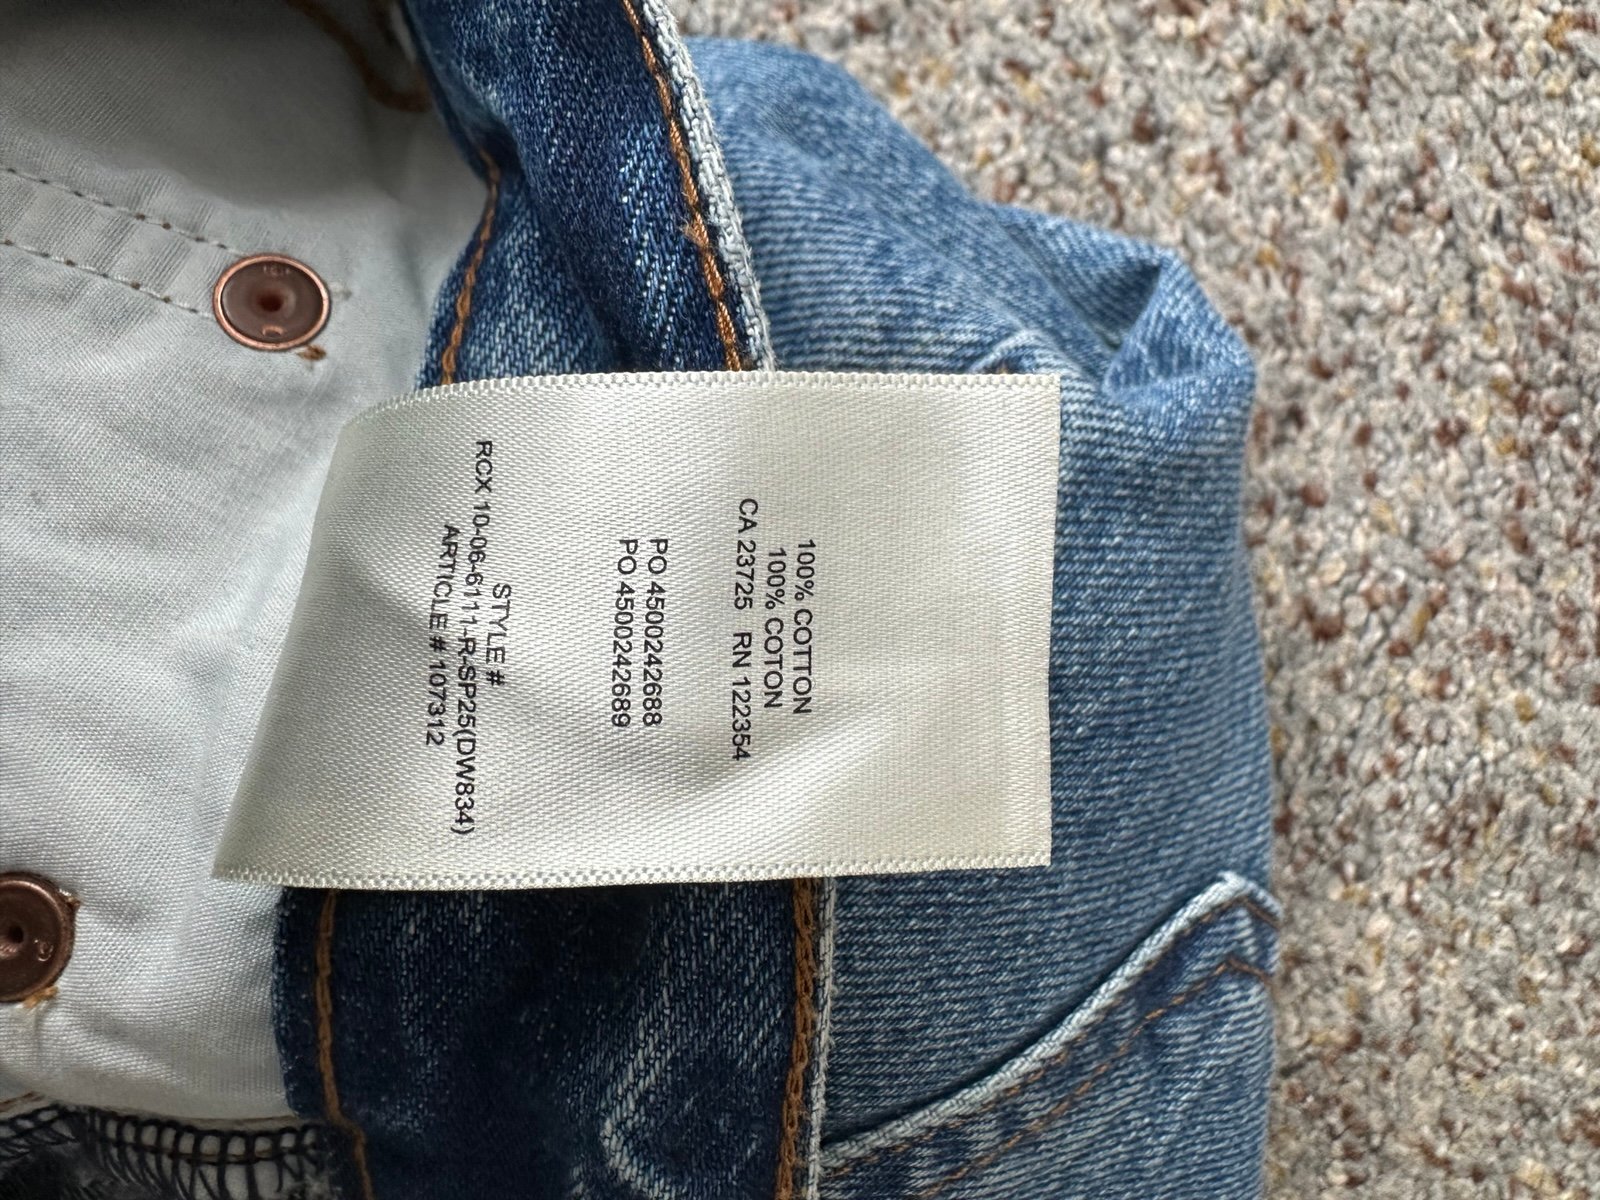 100% COTTON
100% COTON
CA 23725 RN 122354
PO 4500242688
PO 4500242689
STYLE #
RCX 10-06-6111-R-SP25(DW834)
ARTICLE # 107312